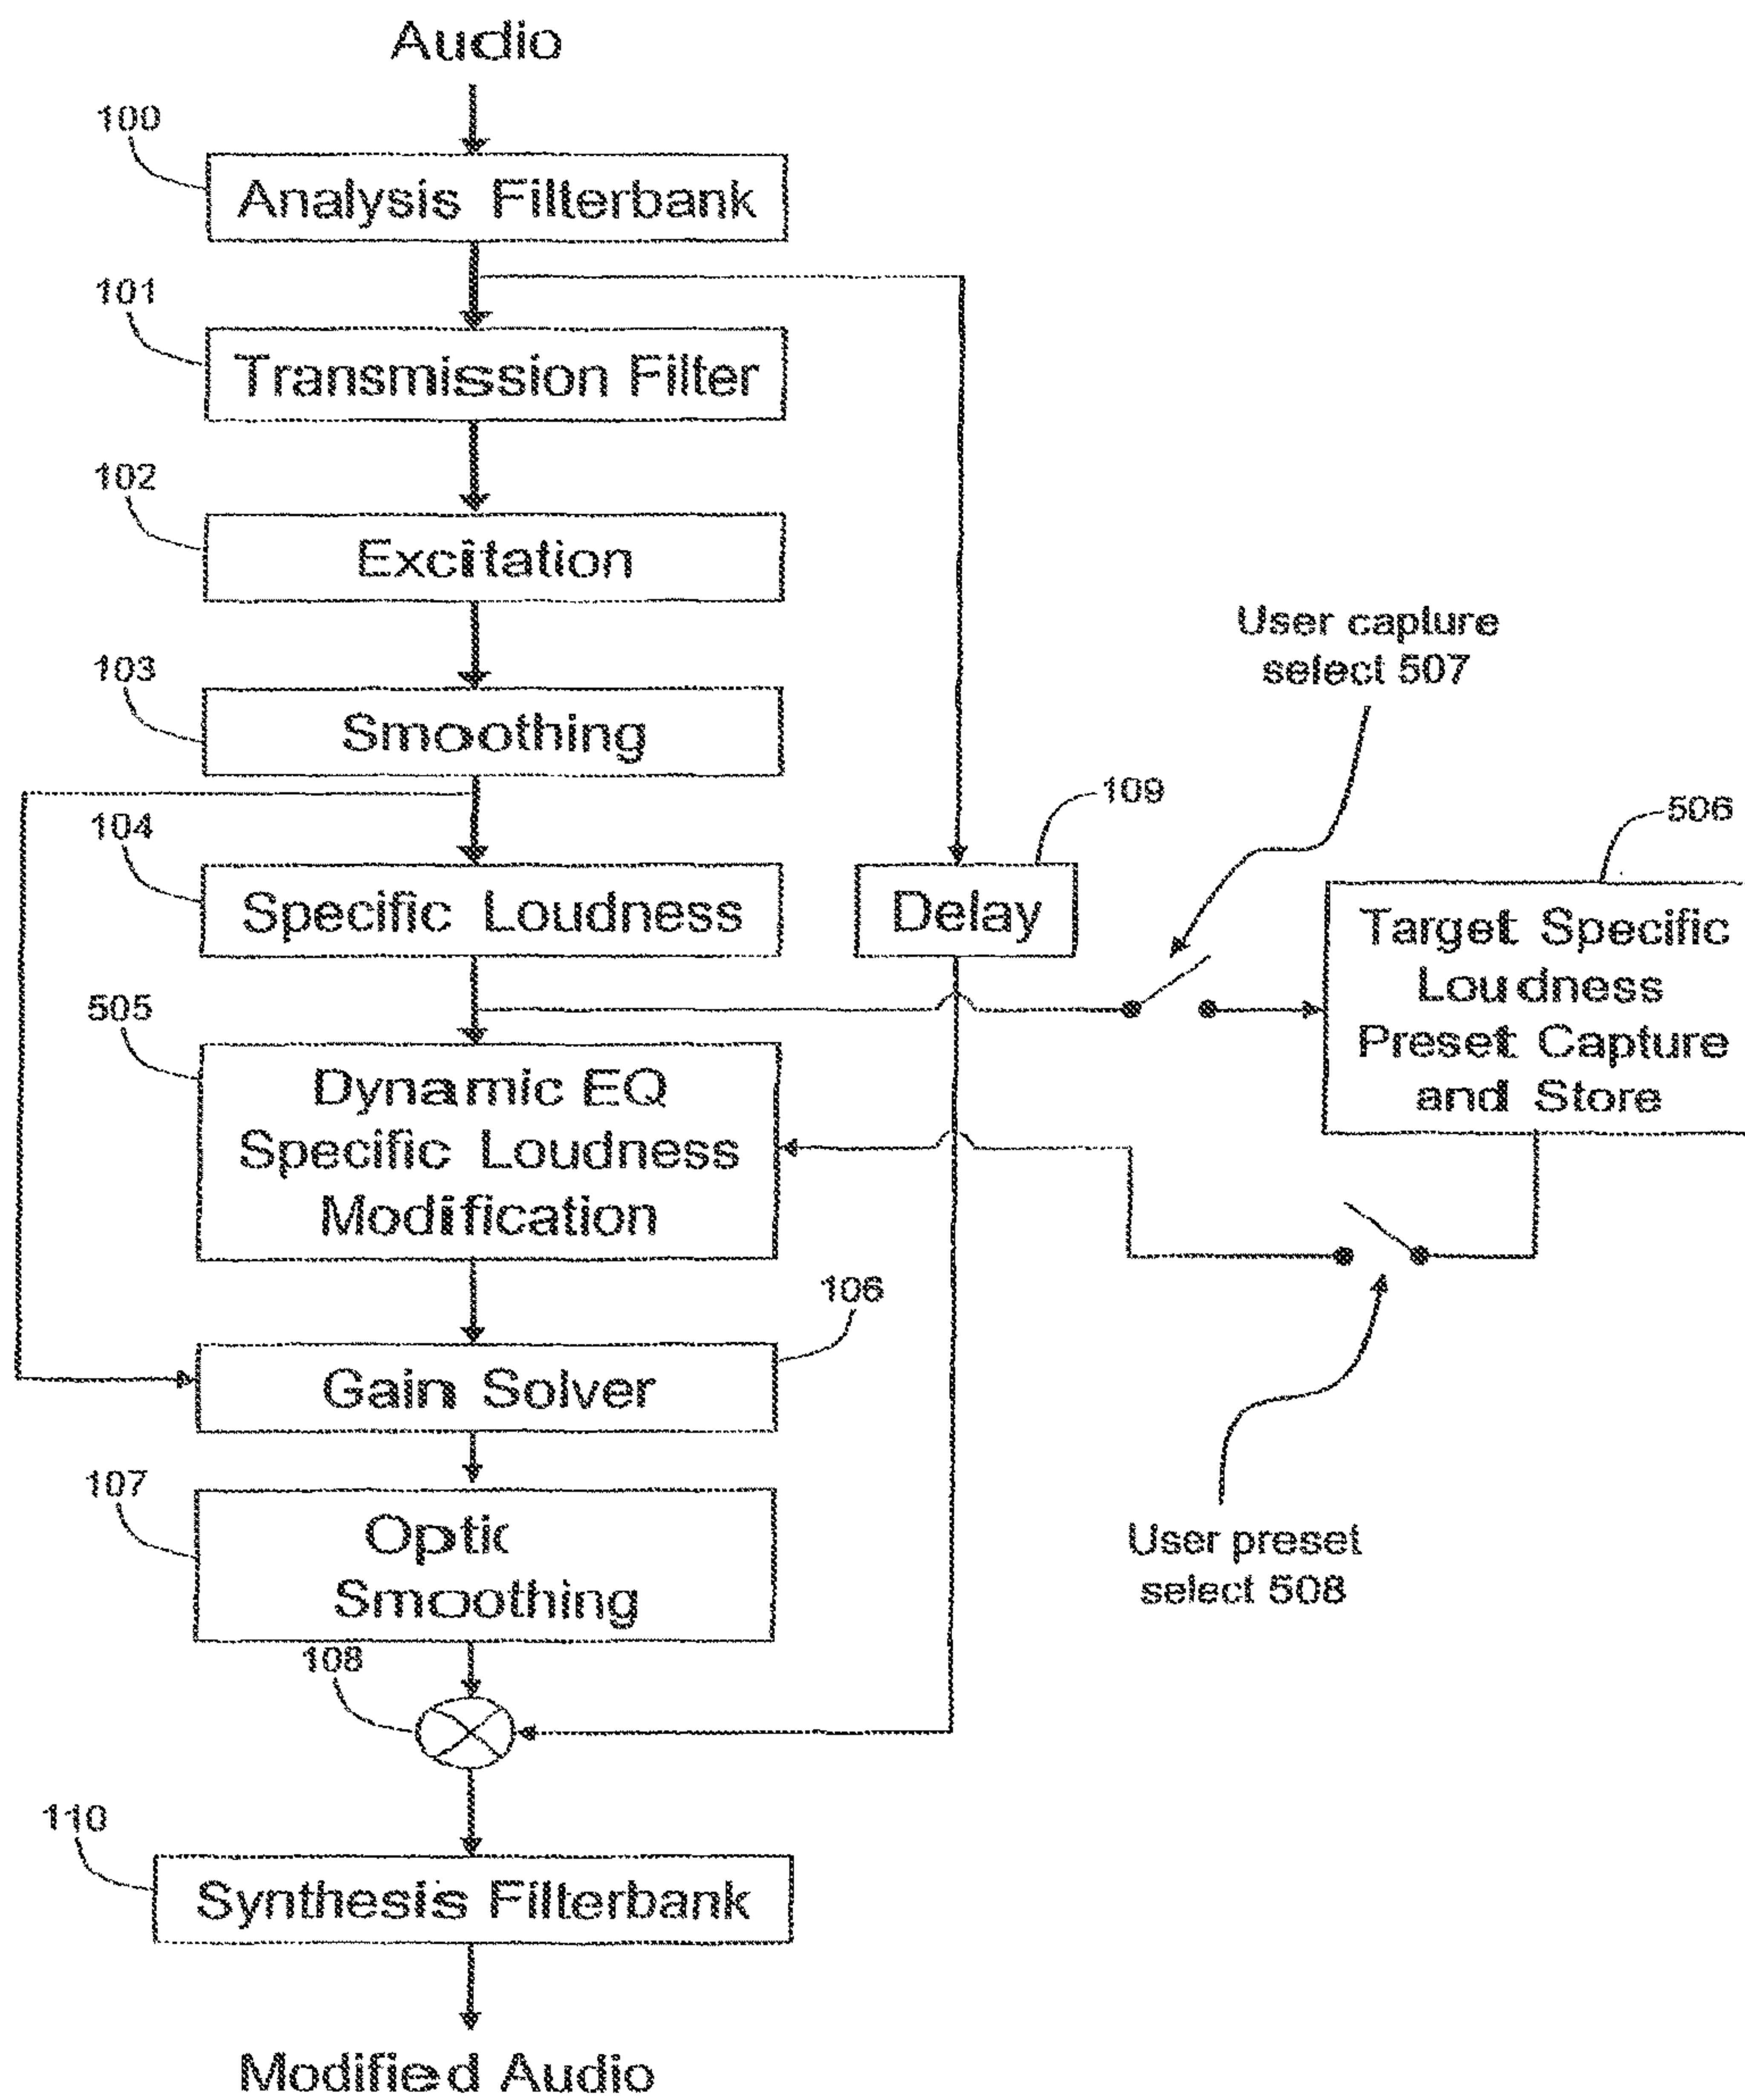 Audio
100
Analysis Filterbank
101
Transmission Filter
102
Excitation
103
Smoothing
104
Specific Loudness
109
Delay
User capture
select 507
506
Target Specific
Loudness
Preset Capture
and Store
505
Dynamic EQ
Specific Loudness
Modification
106
Gain Solver
User preset
select 508
107
Optic
Smoothing
108
110
Synthesis Filterbank
Modified Audio